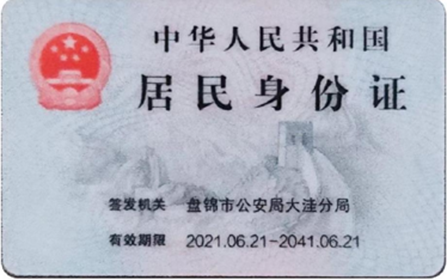 中华人民共和国
居民身份证
签发机关 盘锦市公安局大洼分局
有效期限 2021.06.21-2041.06.21